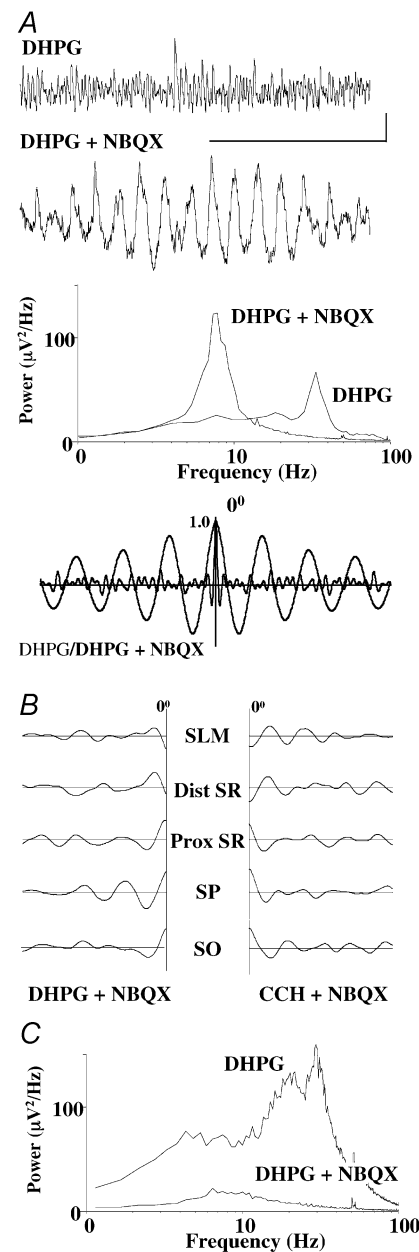 A
DHPG
DHPG + NBQX
Power (μV²/Hz)
100
0
DHPG + NBQX
DHPG
0 10 100
Frequency (Hz)
0⁰
1.0
DHPG/DHPG + NBQX
B
0⁰ 0⁰
SLM
Dist SR
Prox SR
SP
SO
DHPG + NBQX CCH + NBQX
C
Power (μV²/Hz)
100
DHPG
DHPG + NBQX
0 10 100
Frequency (Hz)